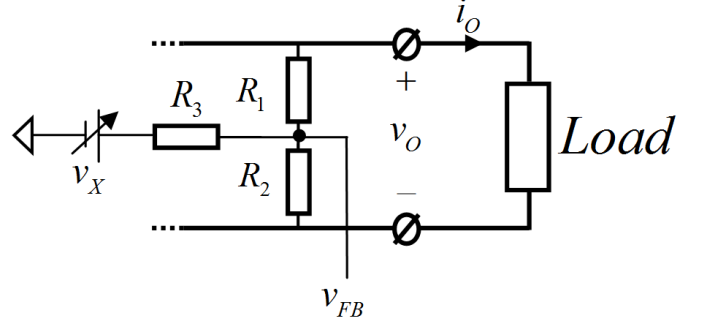 i_O
R_3
R_1
+
v_O
Load
R_2
−
v_X
v_FB